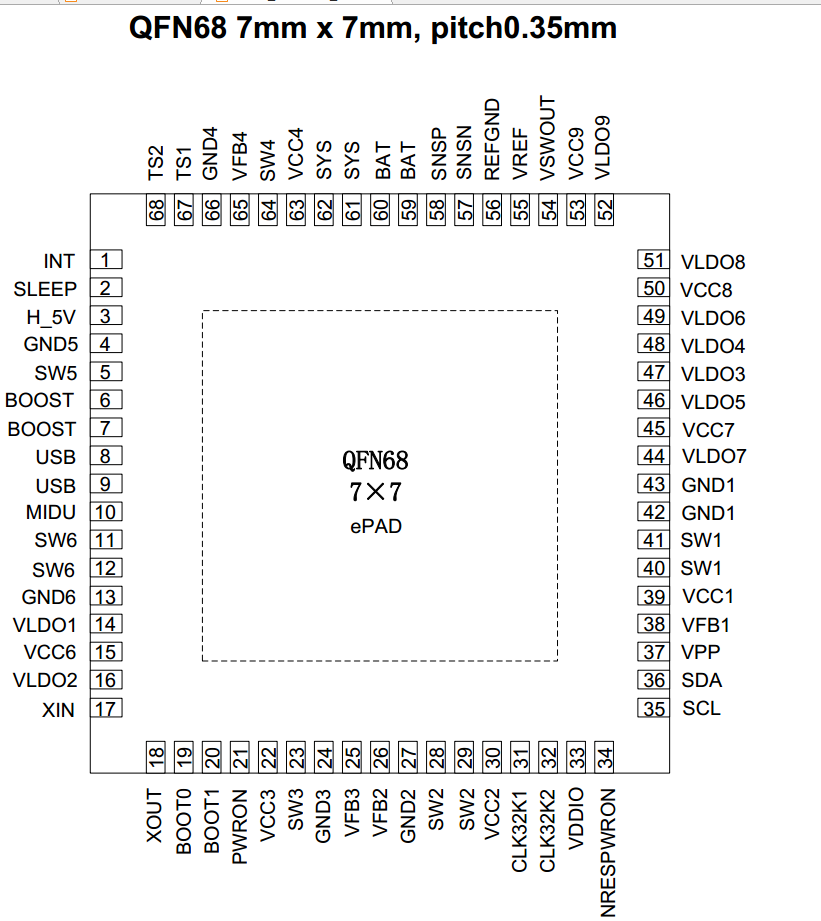 QFN68 7mm x 7mm, pitch0.35mm
TS2 TS1 GND4 VFB4 SW4 VCC4 SYS SYS BAT BAT SNSP SNSN REFGND VREF VSWOUT VCC9 VLDO9
68 67 66 65 64 63 62 61 60 59 58 57 56 55 54 53 52
INT 1 51 VLDO8
SLEEP 2 50 VCC8
H_5V 3 49 VLDO6
GND5 4 48 VLDO4
SW5 5 47 VLDO3
BOOST 6 46 VLDO5
BOOST 7 45 VCC7
USB 8 44 VLDO7
USB 9 43 GND1
MIDU 10 42 GND1
SW6 11 41 SW1
SW6 12 40 SW1
GND6 13 39 VCC1
VLDO1 14 38 VFB1
VCC6 15 37 VPP
VLDO2 16 36 SDA
XIN 17 35 SCL
QFN68
7×7
ePAD
18 19 20 21 22 23 24 25 26 27 28 29 30 31 32 33 34
XOUT BOOT0 BOOT1 PWRON VCC3 SW3 GND3 VFB3 VFB2 GND2 SW2 SW2 VCC2 CLK32K1 CLK32K2 VDDIO NRESPWRON